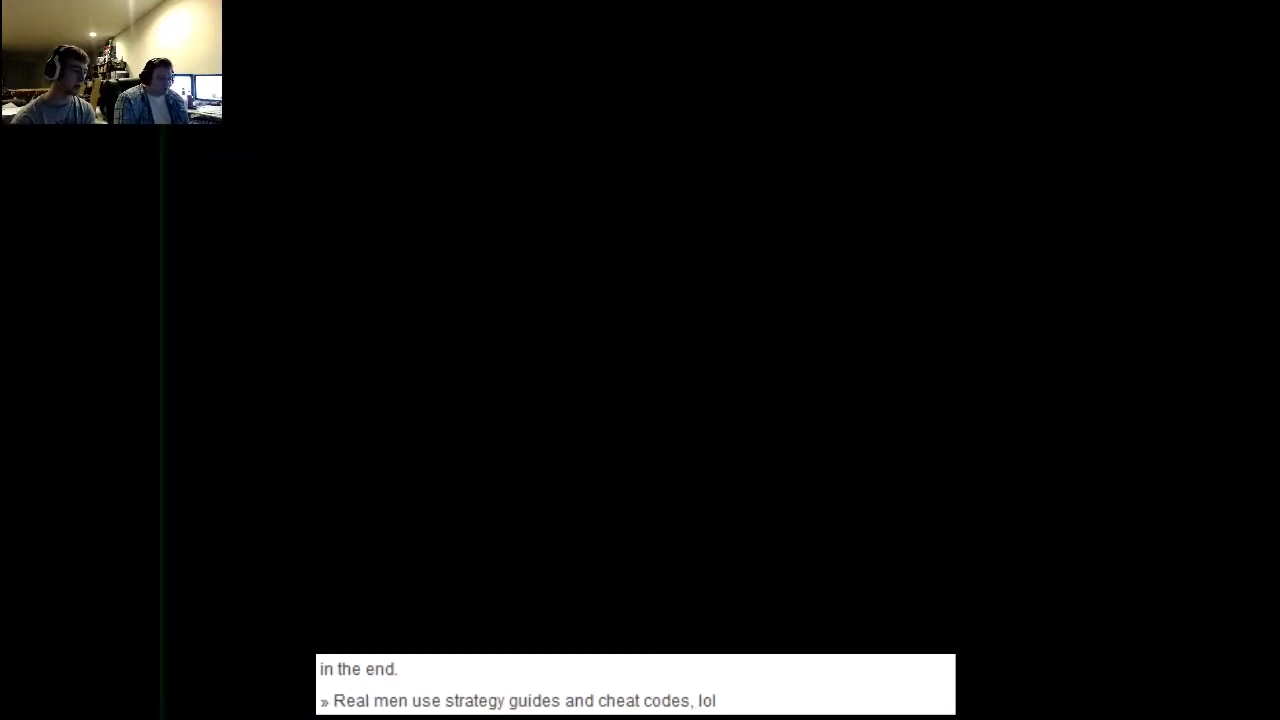 in the end.
» Real men use strategy guides and cheat codes, lol